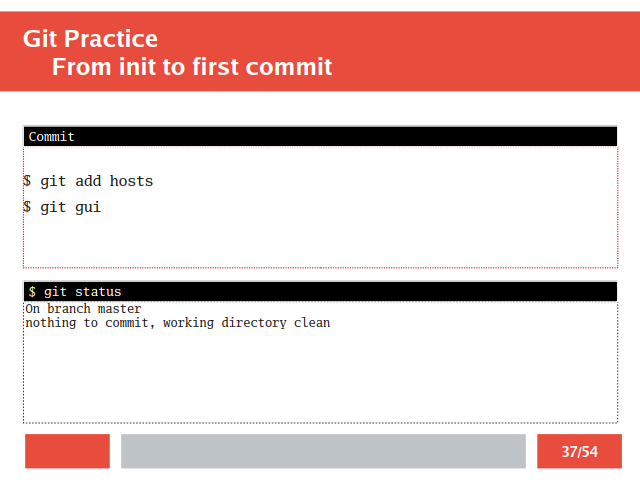 Git Practice
From init to first commit
Commit
$ git add hosts
$ git gui
$ git status
On branch master
nothing to commit, working directory clean
37/54